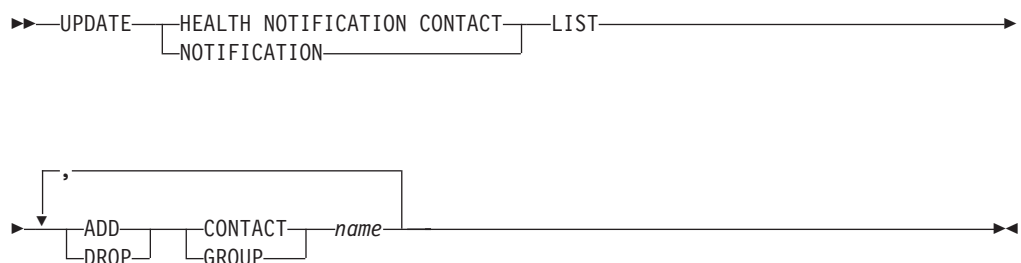 UPDATE HEALTH NOTIFICATION CONTACT LIST
NOTIFICATION
,
ADD CONTACT name
DROP GROUP